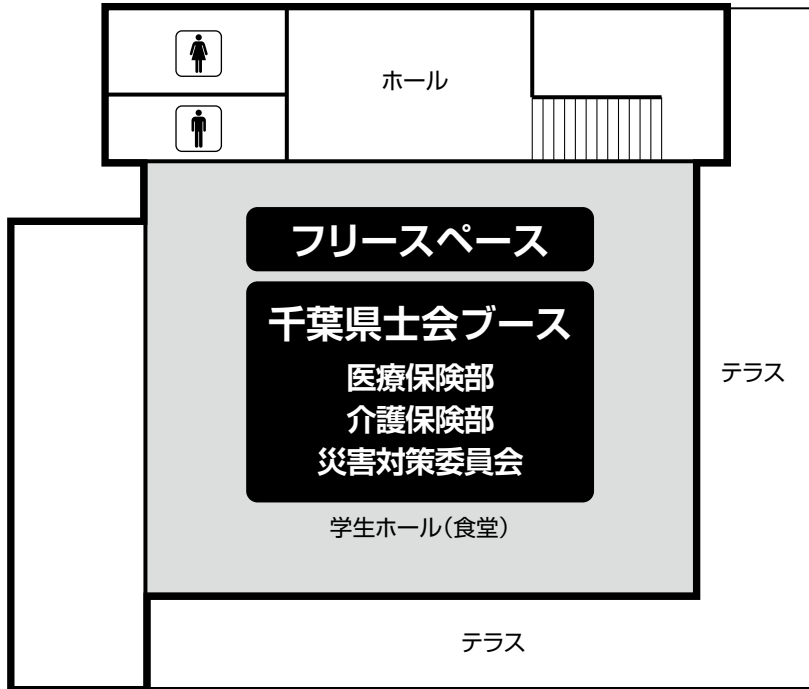 ホール
フリースペース
千葉県士会ブース
医療保険部
介護保険部
災害対策委員会
テラス
学生ホール(食堂)
テラス